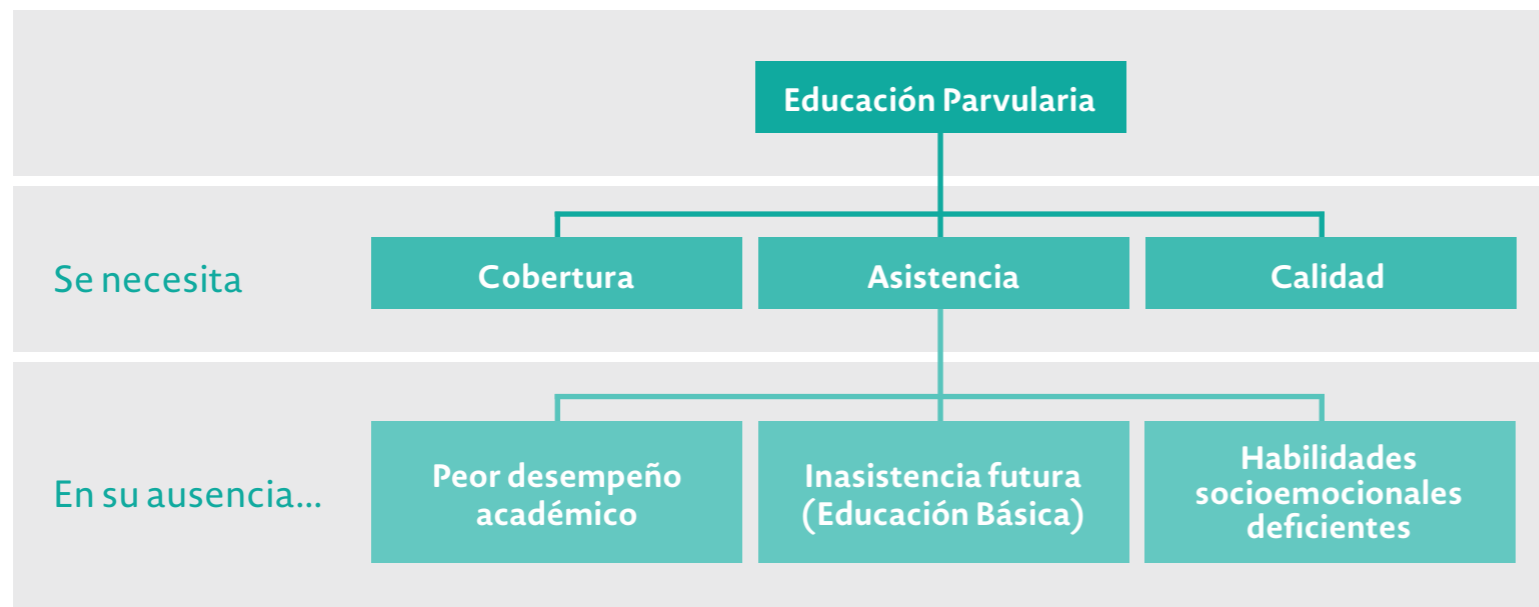 Educación Parvularia
Se necesita
Cobertura
Asistencia
Calidad
En su ausencia...
Peor desempeño
académico
Inasistencia futura
(Educación Básica)
Habilidades
socioemocionales
deficientes